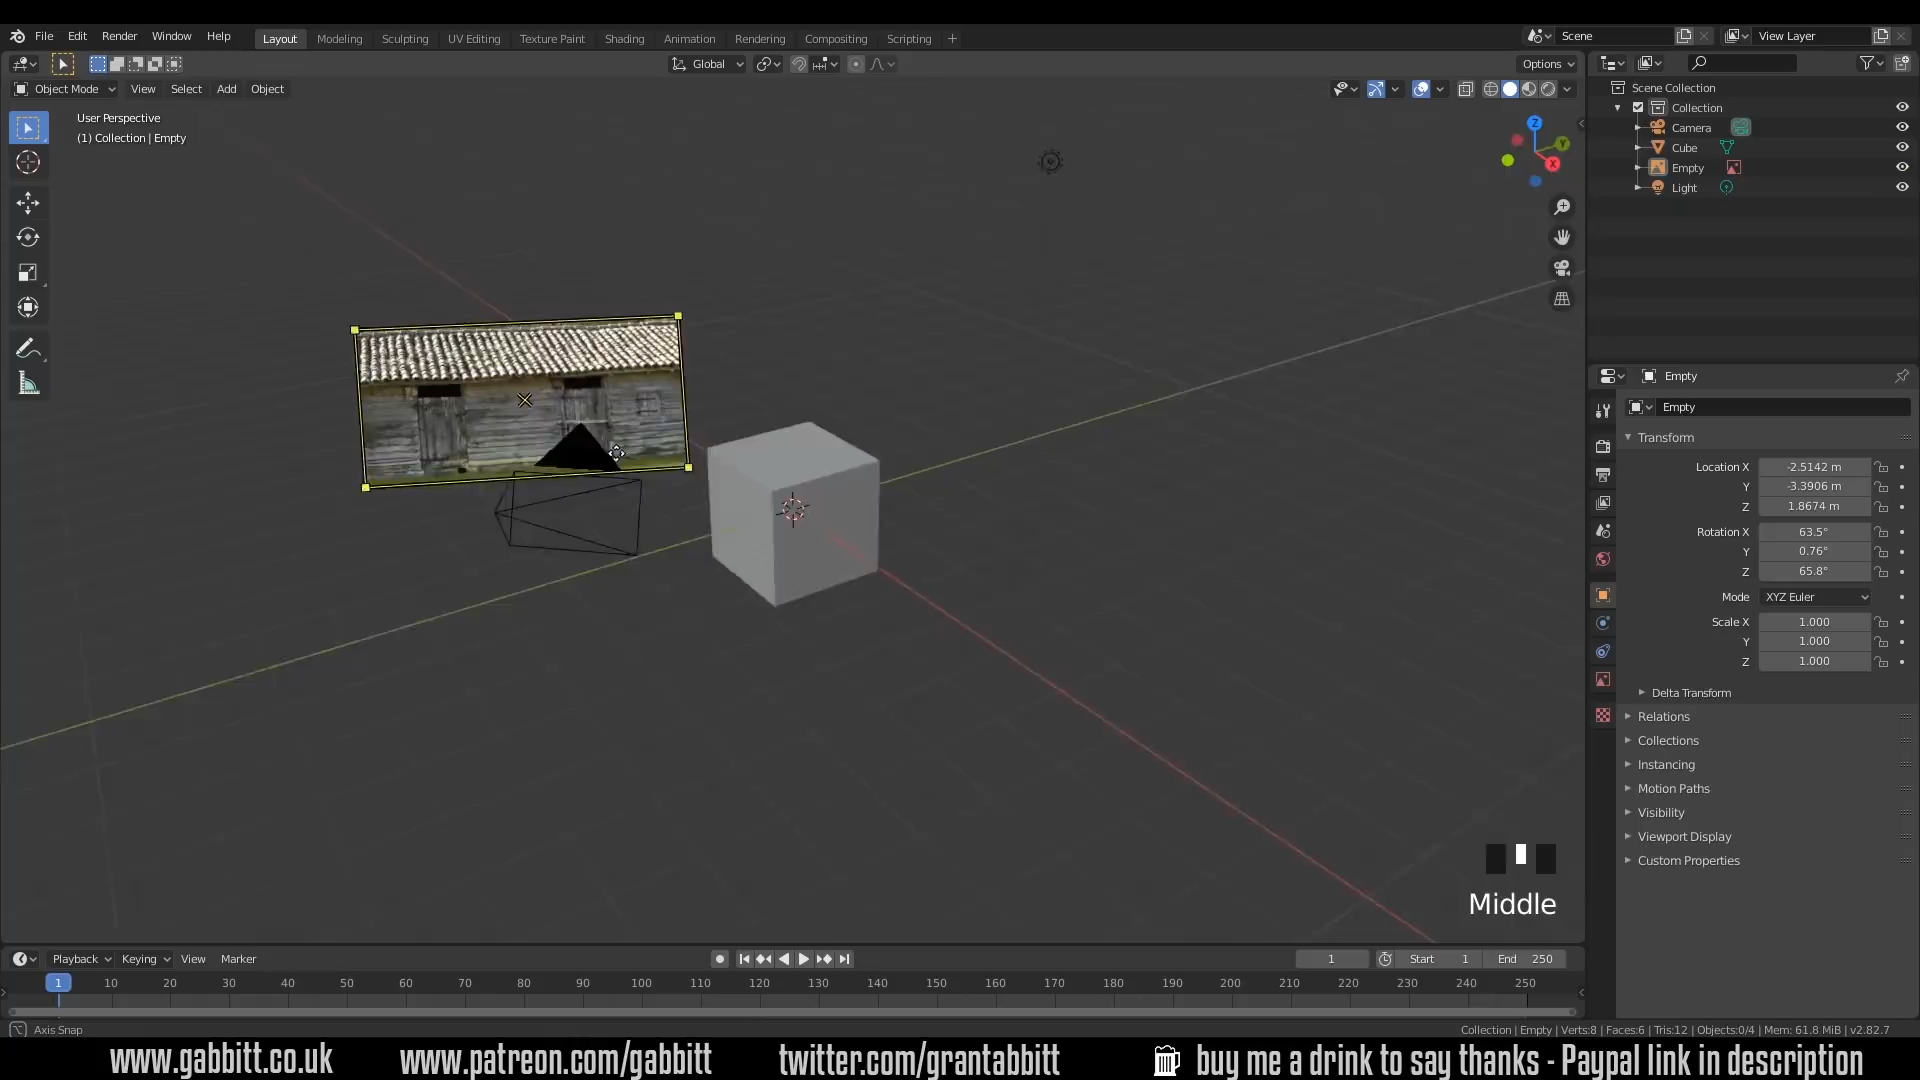 File Edit Render Window Help Layout Modeling Sculpting UV Editing Texture Paint Shading Animation Rendering Compositing Scripting + Scene View Layer
Global Options
Object Mode View Select Add Object
User Perspective
(1) Collection | Empty
Z
Y
X
Scene Collection
Collection
Camera
Cube
Empty
Light
Empty
Empty
Transform
Location X -2.5142 m
Y -3.3906 m
Z 1.8674 m
Rotation X 63.5°
Y 0.76°
Z 65.8°
Mode XYZ Euler
Scale X 1.000
Y 1.000
Z 1.000
Delta Transform
Relations
Collections
Instancing
Motion Paths
Visibility
Viewport Display
Custom Properties
Middle
Playback Keying View Marker 1 Start 1 End 250
1 10 20 30 40 50 60 70 80 90 100 110 120 130 140 150 160 170 180 190 200 210 220 230 240 250
Axis Snap Collection | Empty | Verts:8 | Faces:6 | Tris:12 | Objects:0/4 | Mem: 61.8 MiB | v2.82.7
www.gabbitt.co.uk www.patreon.com/gabbitt twitter.com/grantabbitt buy me a drink to say thanks - Paypal link in description